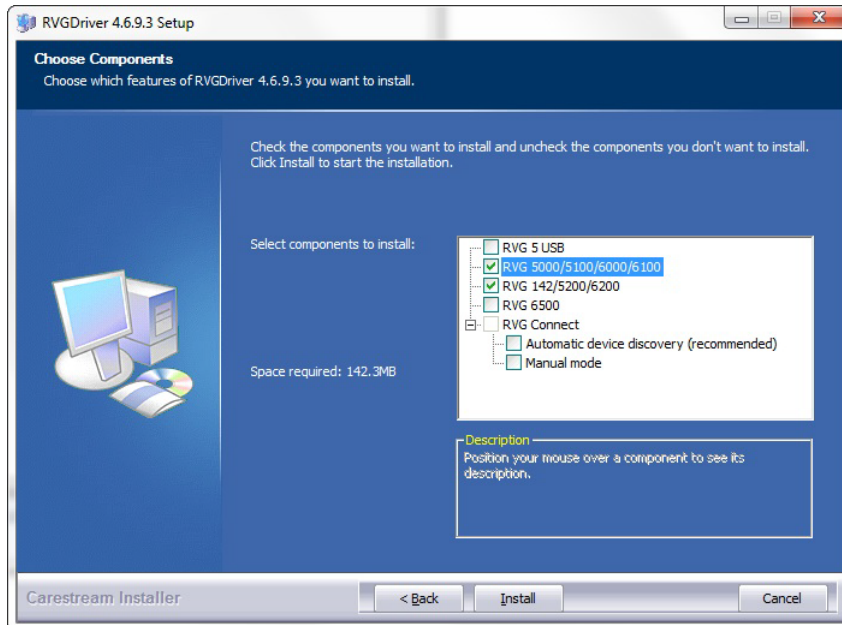 RVGDriver 4.6.9.3 Setup
Choose Components
Choose which features of RVGDriver 4.6.9.3 you want to install.
Check the components you want to install and uncheck the components you don't want to install.
Click Install to start the installation.
Select components to install:
RVG 5 USB
RVG 5000/5100/6000/6100
RVG 142/5200/6200
RVG 6500
RVG Connect
Automatic device discovery (recommended)
Manual mode
Space required: 142.3MB
Description
Position your mouse over a component to see its
description.
Carestream Installer
< Back
Install
Cancel